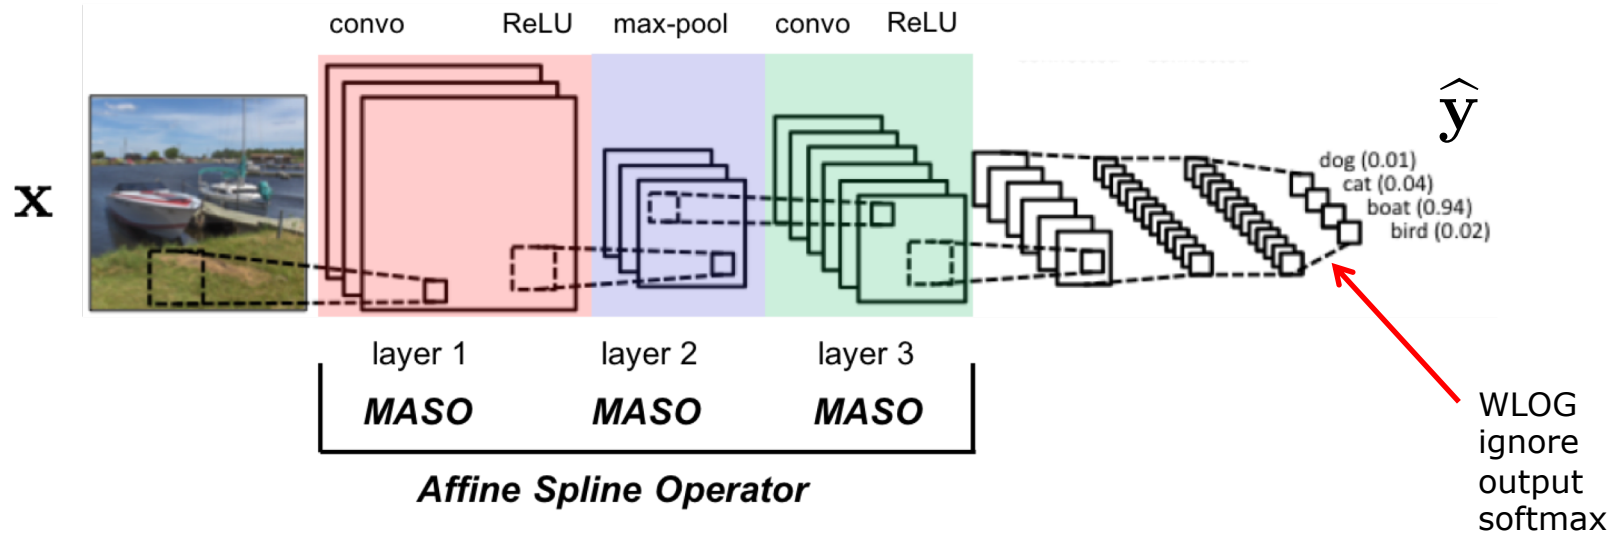 convo ReLU max-pool convo ReLU
x
ŷ
dog (0.01)
cat (0.04)
boat (0.94)
bird (0.02)
layer 1 layer 2 layer 3
MASO MASO MASO
Affine Spline Operator
WLOG
ignore
output
softmax